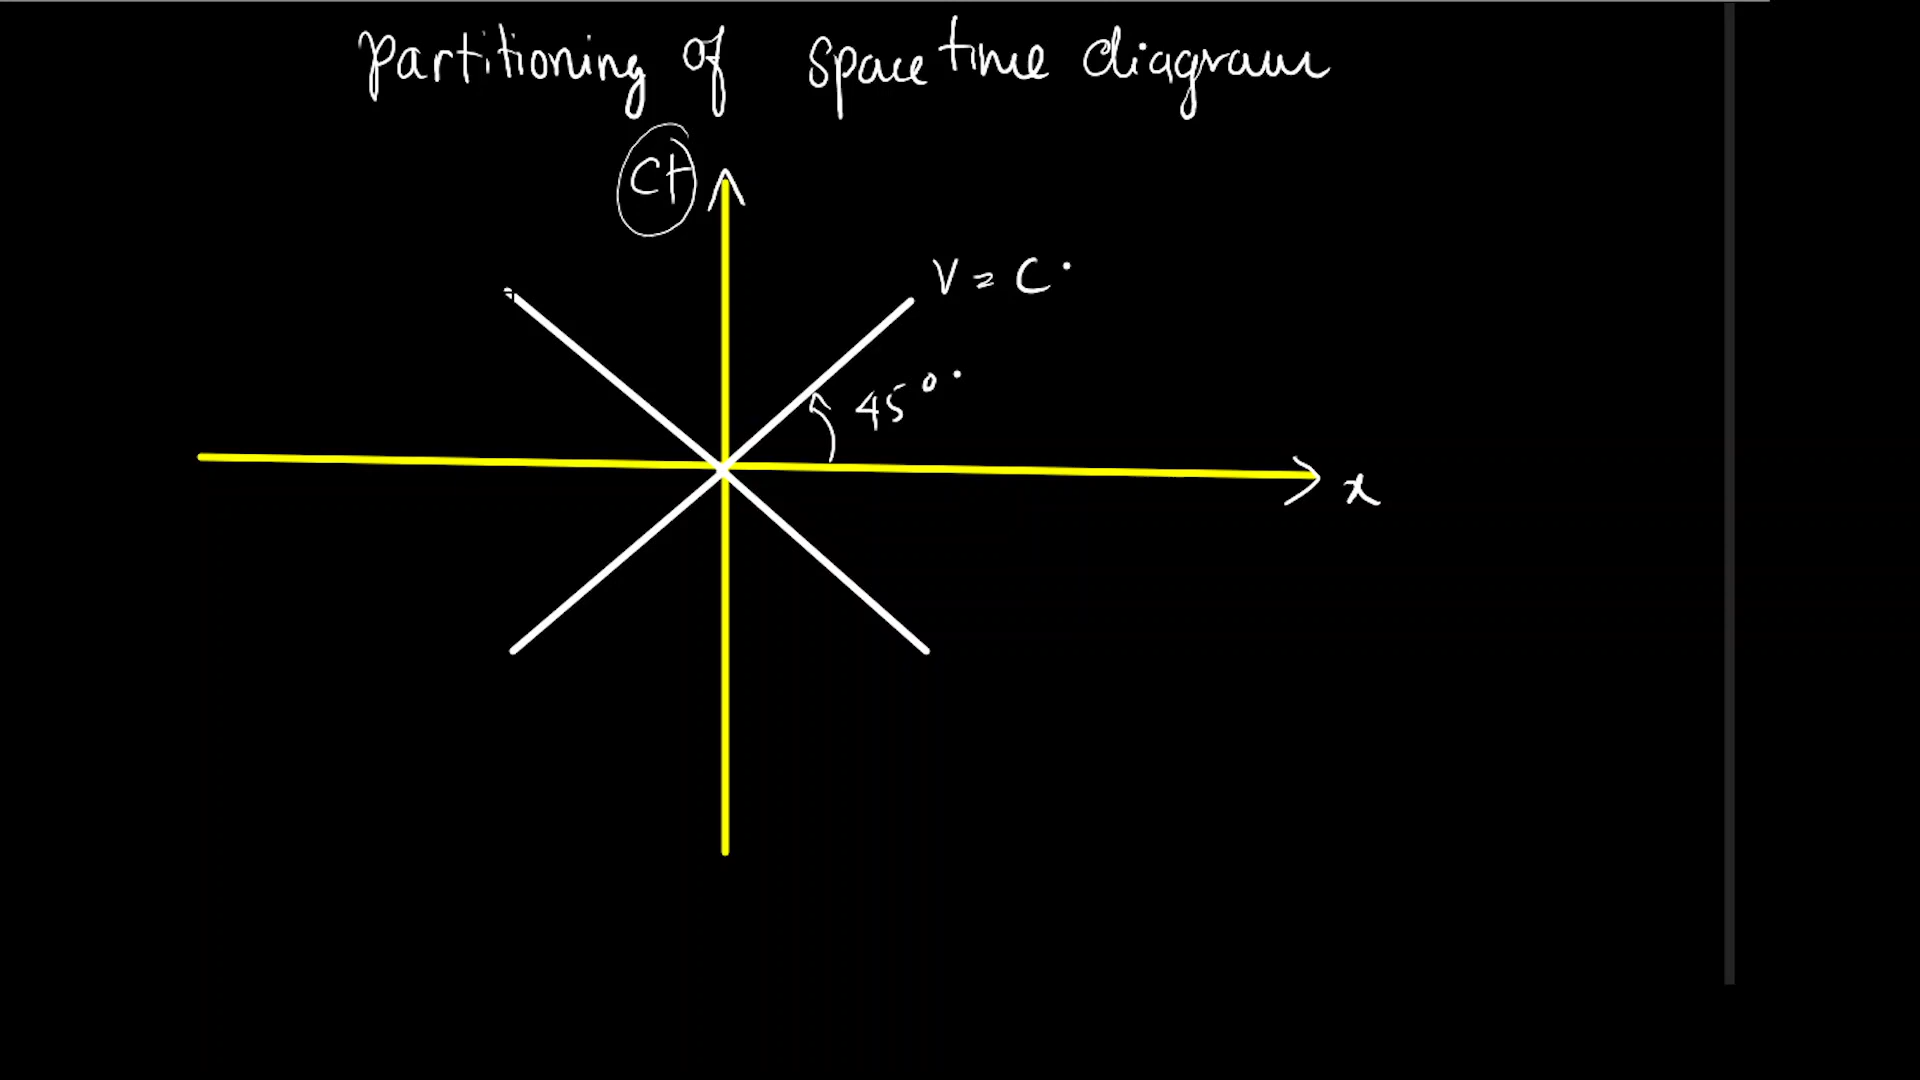 partitioning of spacetime diagram
ct
V = C
45°
x